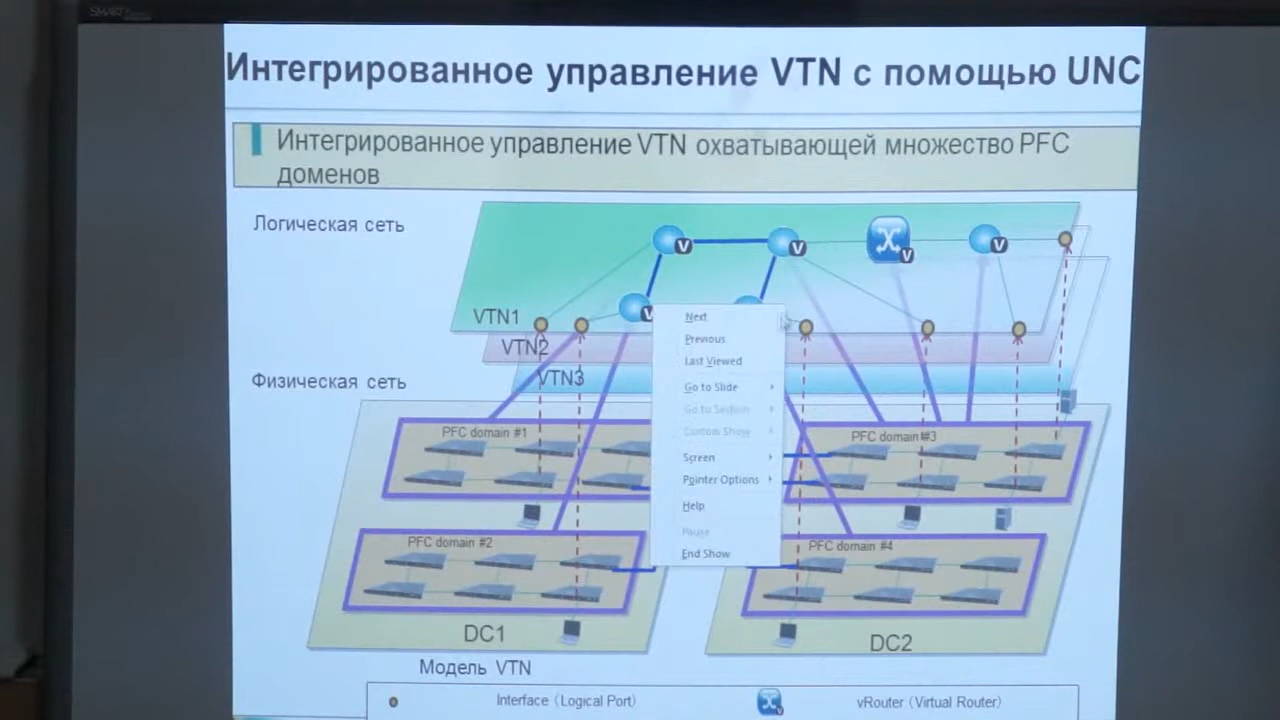 SMART
Интегрированное управление VTN с помощью UNC
Интегрированное управление VTN охватывающей множество PFC
доменов
Логическая сеть
V
V
V
V
V
VTN1
VTN2
VTN3
Физическая сеть
Next
Previous
Last Viewed
Go to Slide
Go to Section
Custom Show
Screen
Pointer Options
Help
Pause
End Show
PFC domain #1
PFC domain #3
PFC domain #2
PFC domain #4
DC1
DC2
Модель VTN
Interface (Logical Port)
V
vRouter (Virtual Router)